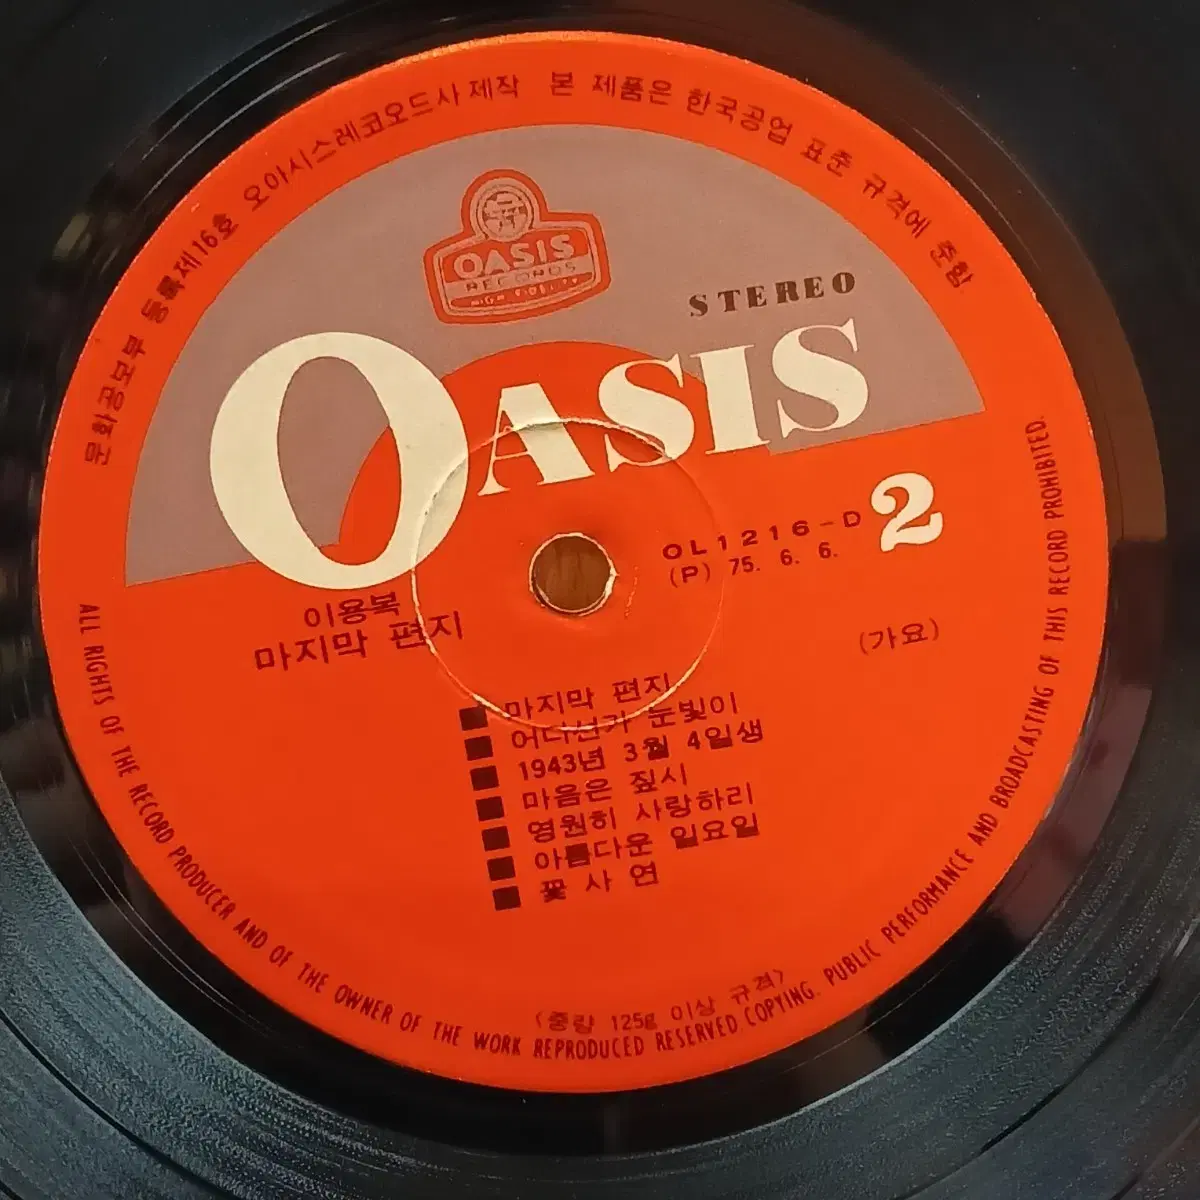 문화공보부 등록제16호 오아시스레코오드사 제작 본 제품은 한국공업 표준 규격에 준함.
OASIS
RECORDS
HIGH FIDELITY
STEREO
OASIS
2
OL1216-D
(P) 75. 6. 6.
이용복
마지막 편지
(가요)
■ 마지막 편지
■ 어디선가 눈빛이
■ 1943년 3월 4일생
■ 마음은 짚시
■ 영원히 사랑하리
■ 아름다운 일요일
■ 꽃 사 연
(중량 125g 이상 규격)
ALL RIGHTS OF THE RECORD PRODUCER AND OF THE OWNER OF THE WORK REPRODUCED RESERVED COPYING. PUBLIC PERFORMANCE AND BROADCASTING OF THIS RECORD PROHIBITED.